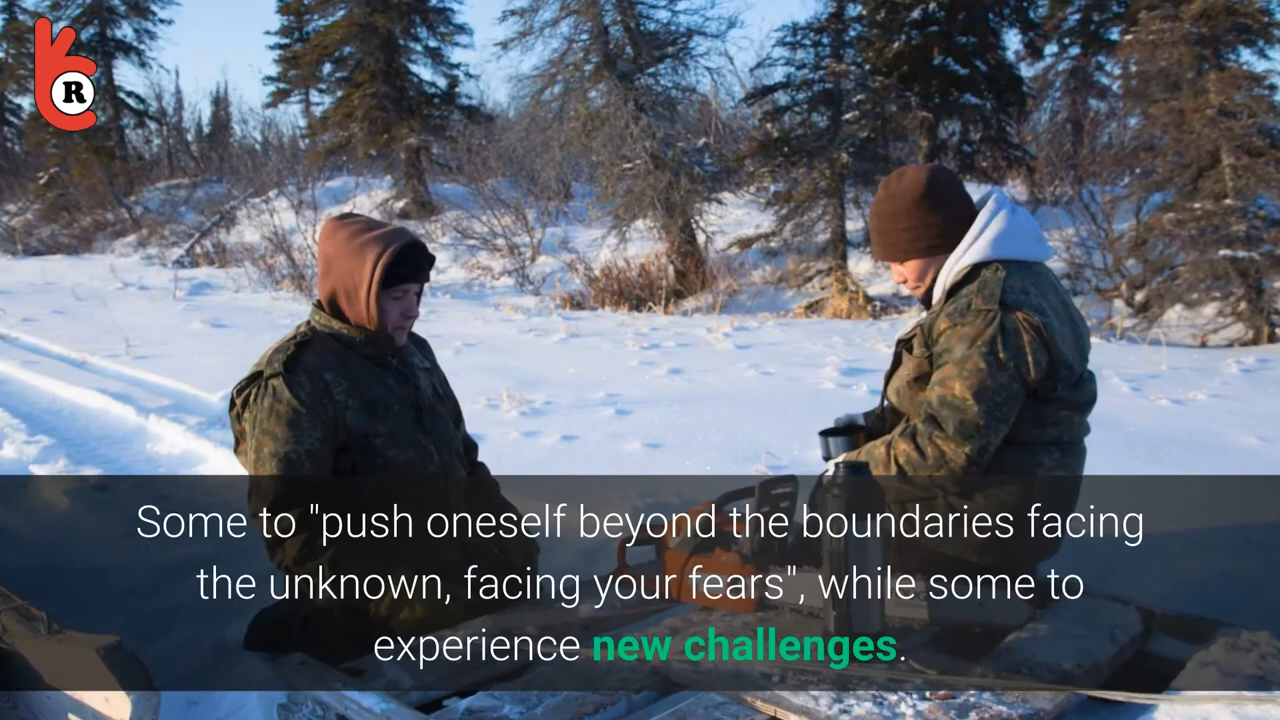 R
Some to "push oneself beyond the boundaries facing
the unknown, facing your fears", while some to
experience new challenges.